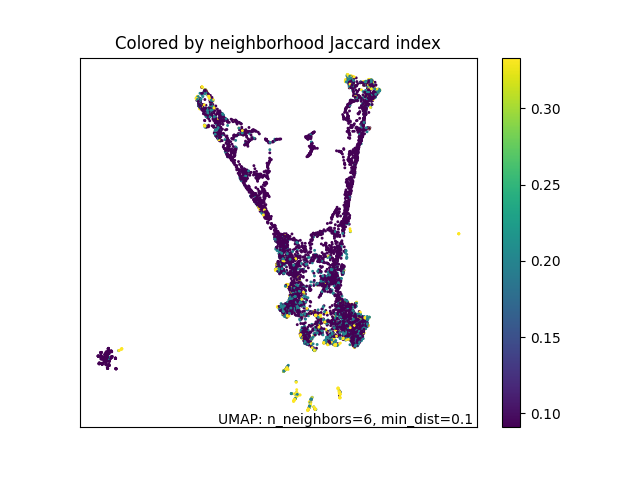 Colored by neighborhood Jaccard index
0.30
0.25
0.20
0.15
0.10
UMAP: n_neighbors=6, min_dist=0.1